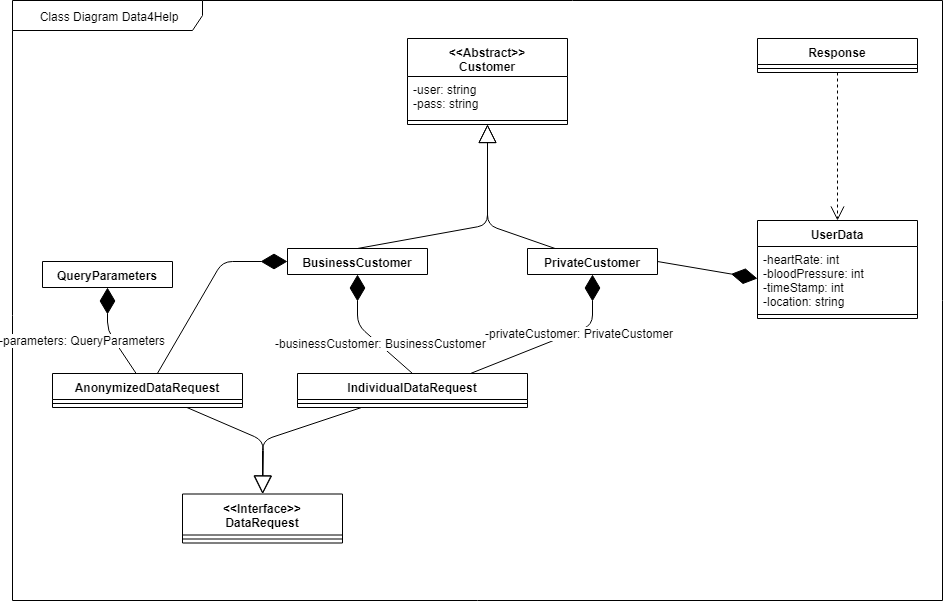 Class Diagram Data4Help
<<Abstract>>
Customer
-user: string
-pass: string
Response
UserData
-heartRate: int
-bloodPressure: int
-timeStamp: int
-location: string
QueryParameters
BusinessCustomer
PrivateCustomer
-parameters: QueryParameters
-businessCustomer: BusinessCustomer
-privateCustomer: PrivateCustomer
AnonymizedDataRequest
IndividualDataRequest
<<Interface>>
DataRequest